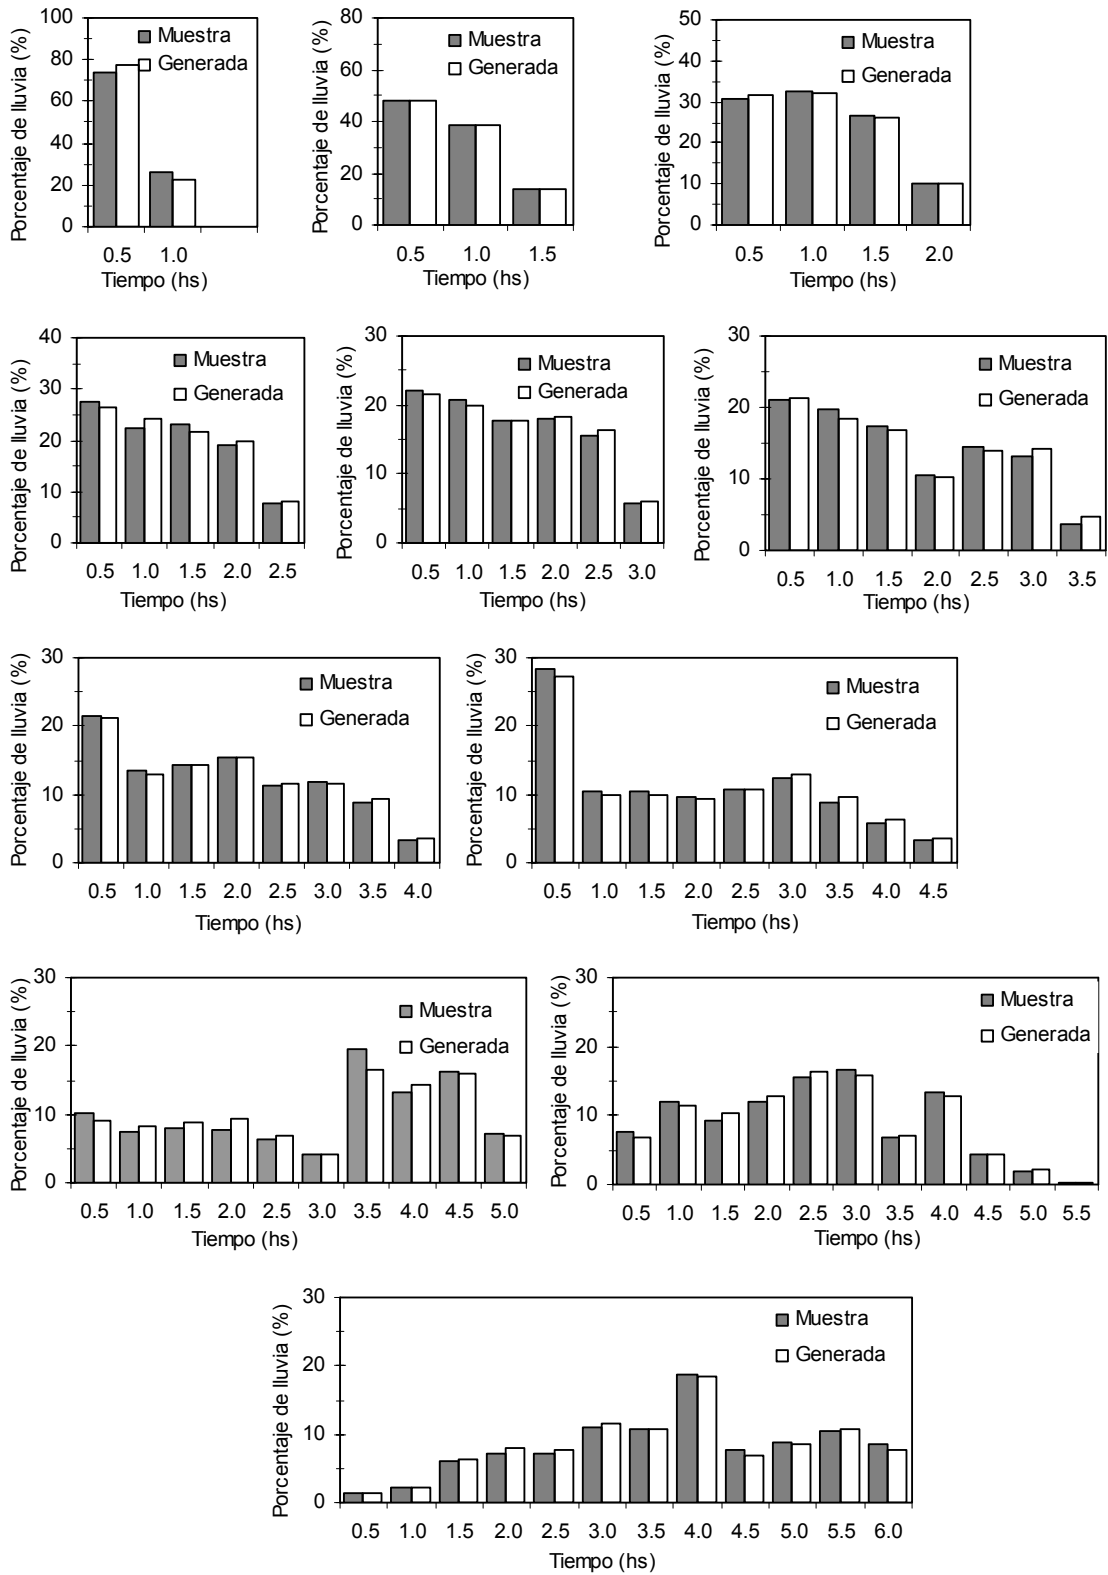 Porcentaje de lluvia (%)
100
80
60
40
20
0
Muestra
Generada
0.5 1.0
Tiempo (hs)
Porcentaje de lluvia (%)
80
60
40
20
0
Muestra
Generada
0.5 1.0 1.5
Tiempo (hs)
Porcentaje de lluvia (%)
50
40
30
20
10
0
Muestra
Generada
0.5 1.0 1.5 2.0
Tiempo (hs)
Porcentaje de lluvia (%)
40
30
20
10
0
Muestra
Generada
0.5 1.0 1.5 2.0 2.5
Tiempo (hs)
Porcentaje de lluvia (%)
30
20
10
0
Muestra
Generada
0.5 1.0 1.5 2.0 2.5 3.0
Tiempo (hs)
Porcentaje de lluvia (%)
30
20
10
0
Muestra
Generada
0.5 1.0 1.5 2.0 2.5 3.0 3.5
Tiempo (hs)
Porcentaje de lluvia (%)
30
20
10
0
Muestra
Generada
0.5 1.0 1.5 2.0 2.5 3.0 3.5 4.0
Tiempo (hs)
Porcentaje de lluvia (%)
30
20
10
0
Muestra
Generada
0.5 1.0 1.5 2.0 2.5 3.0 3.5 4.0 4.5
Tiempo (hs)
Porcentaje de lluvia (%)
30
20
10
0
Muestra
Generada
0.5 1.0 1.5 2.0 2.5 3.0 3.5 4.0 4.5 5.0
Tiempo (hs)
Porcentaje de lluvia (%)
30
20
10
0
Muestra
Generada
0.5 1.0 1.5 2.0 2.5 3.0 3.5 4.0 4.5 5.0 5.5
Tiempo (hs)
Porcentaje de lluvia (%)
30
20
10
0
Muestra
Generada
0.5 1.0 1.5 2.0 2.5 3.0 3.5 4.0 4.5 5.0 5.5 6.0
Tiempo (hs)